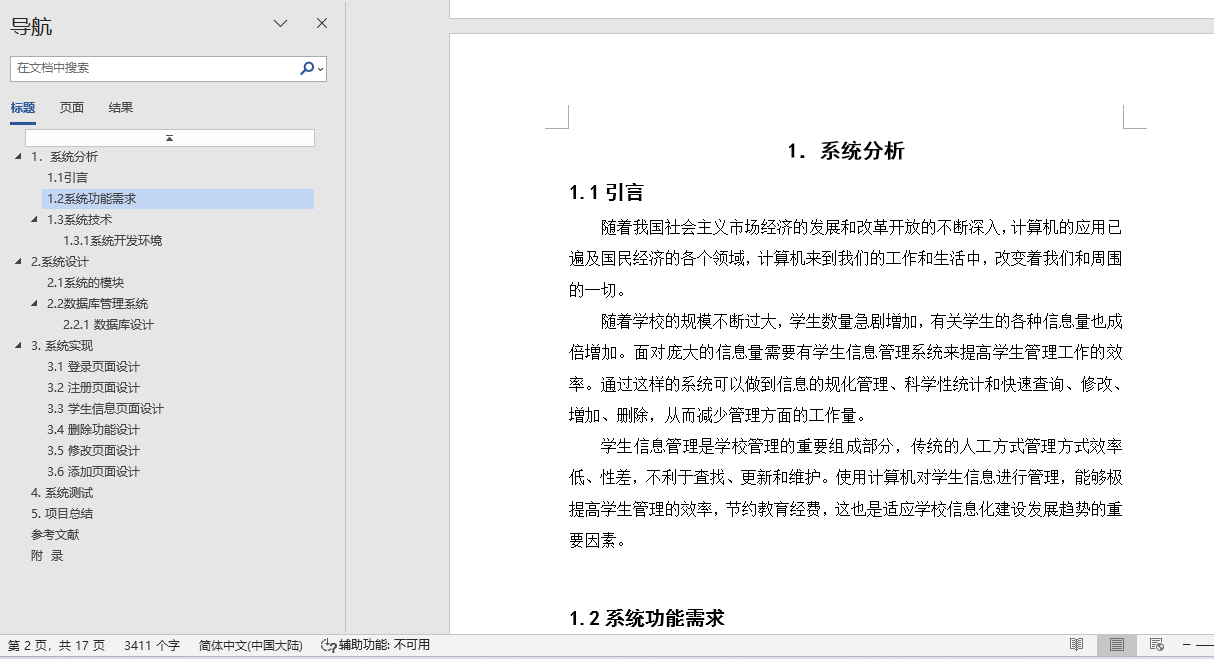 导航
在文档中搜索
标题 页面 结果
1. 系统分析
1.1引言
1.2系统功能需求
1.3系统技术
1.3.1系统开发环境
2.系统设计
2.1系统的模块
2.2数据库管理系统
2.2.1 数据库设计
3. 系统实现
3.1 登录页面设计
3.2 注册页面设计
3.3 学生信息页面设计
3.4 删除功能设计
3.5 修改页面设计
3.6 添加页面设计
4. 系统测试
5. 项目总结
参考文献
附 录
1. 系统分析
1.1 引言
随着我国社会主义市场经济的发展和改革开放的不断深入,计算机的应用已
遍及国民经济的各个领域，计算机来到我们的工作和生活中，改变着我们和周围
的一切。
随着学校的规模不断过大，学生数量急剧增加，有关学生的各种信息量也成
倍增加。面对庞大的信息量需要有学生信息管理系统来提高学生管理工作的效
率。通过这样的系统可以做到信息的规化管理、科学性统计和快速查询、修改、
增加、删除，从而减少管理方面的工作量。
学生信息管理是学校管理的重要组成部分，传统的人工方式管理方式效率
低、性差，不利于查找、更新和维护。使用计算机对学生信息进行管理，能够极
提高学生管理的效率，节约教育经费，这也是适应学校信息化建设发展趋势的重
要因素。
1.2 系统功能需求
第 2 页，共 17 页 3411 个字 简体中文(中国大陆) 辅助功能: 不可用